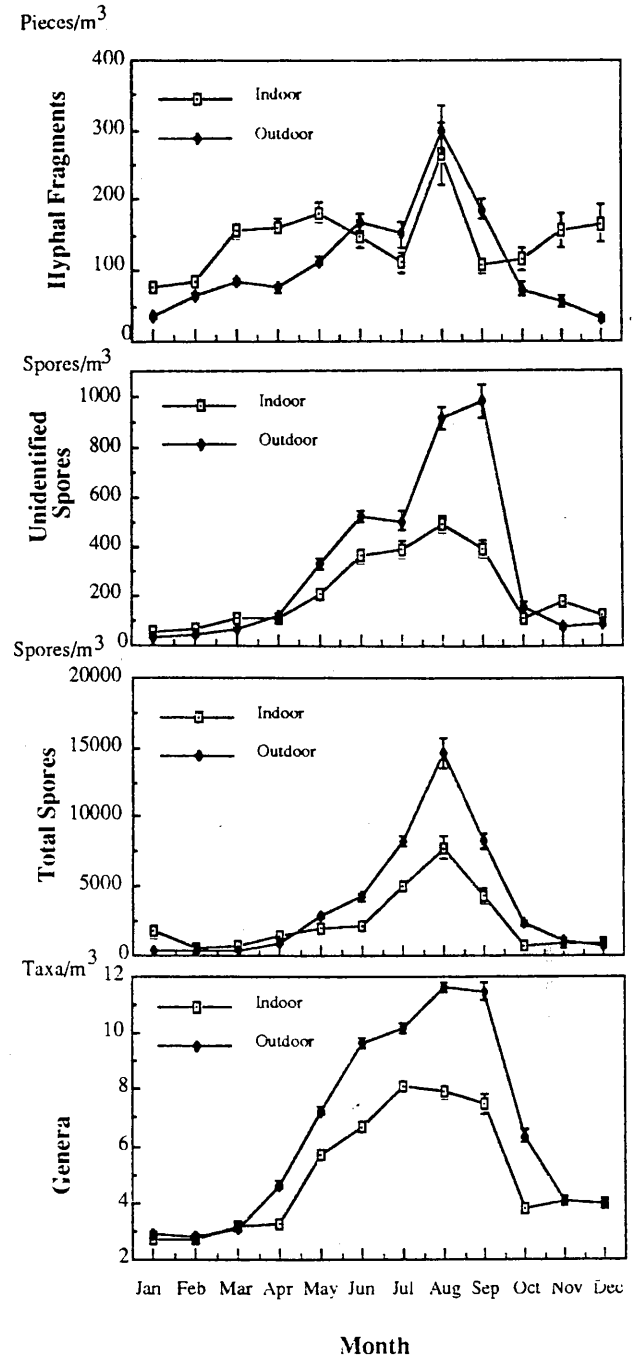 Pieces/m3
400
Indoor
Outdoor
300
200
100
0
Hyphal Fragments
Spores/m3
1000
Indoor
Outdoor
800
600
400
200
0
Unidentified
Spores
Spores/m3
20000
Indoor
Outdoor
15000
10000
5000
0
Total Spores
Taxa/m3
12
Indoor
Outdoor
10
8
6
4
2
Genera
Jan Feb Mar Apr May Jun Jul Aug Sep Oct Nov Dec
Month